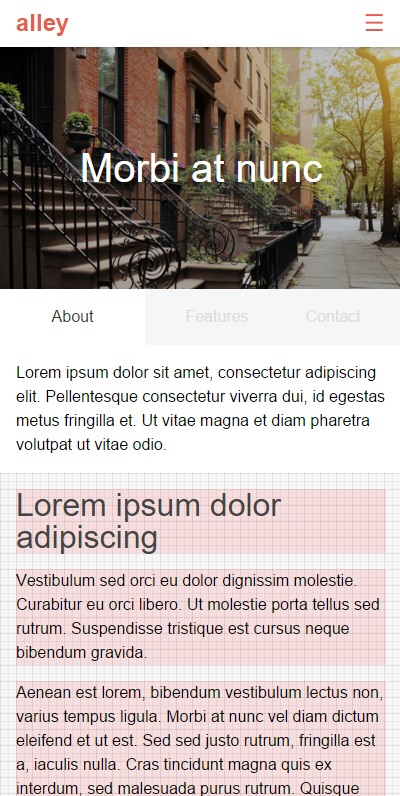 alley
Morbi at nunc
About Features Contact
Lorem ipsum dolor sit amet, consectetur adipiscing
elit. Pellentesque consectetur viverra dui, id egestas
metus fringilla et. Ut vitae magna et diam pharetra
volutpat ut vitae odio.
Lorem ipsum dolor
adipiscing
Vestibulum sed orci eu dolor dignissim molestie.
Curabitur eu orci libero. Ut molestie porta tellus sed
rutrum. Suspendisse tristique est cursus neque
bibendum gravida.
Aenean est lorem, bibendum vestibulum lectus non,
varius tempus ligula. Morbi at nunc vel diam dictum
eleifend et ut est. Sed sed justo rutrum, fringilla est
a, iaculis nulla. Cras tincidunt magna quis ex
interdum, sed malesuada purus rutrum. Quisque